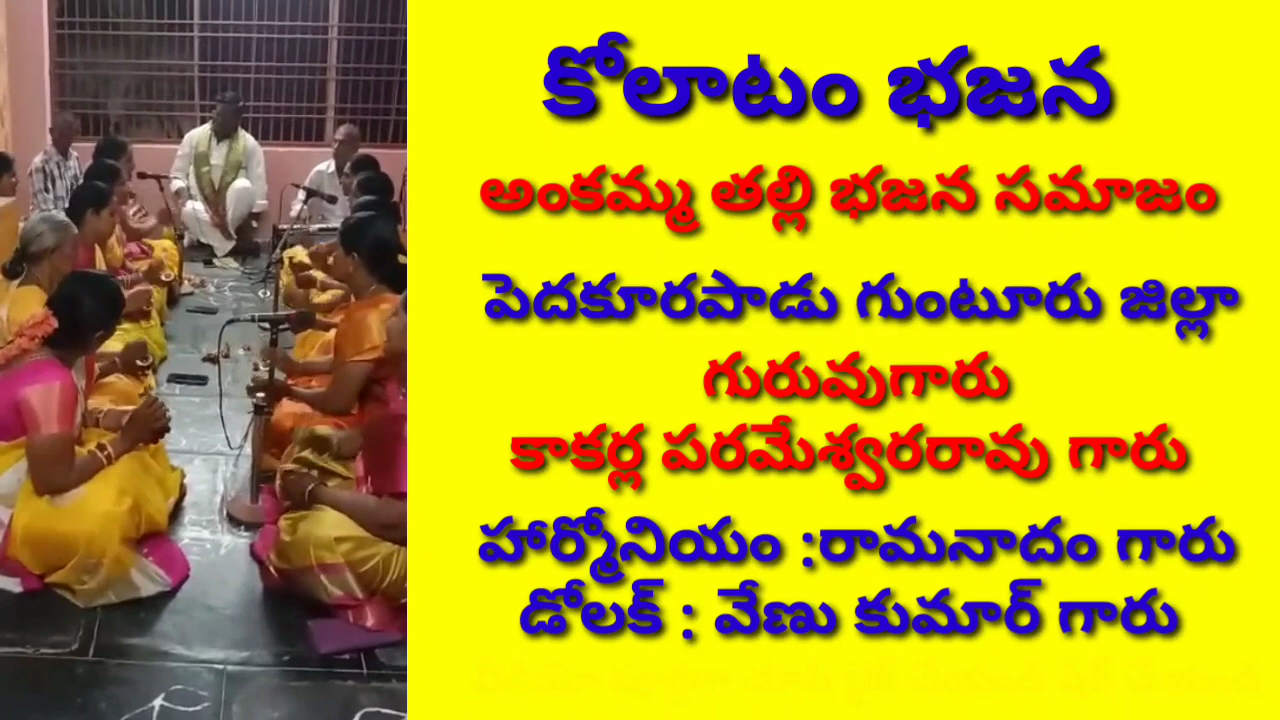 కోలాటం భజన
అంకమ్మ తల్లి భజన సమాజం
పెదకూరపాడు గుంటూరు జిల్లా
గురువుగారు
కాకర్ల పరమేశ్వరరావు గారు
హార్మోనియం :రామనాదం గారు
డోలక్ : వేణు కుమార్ గారు